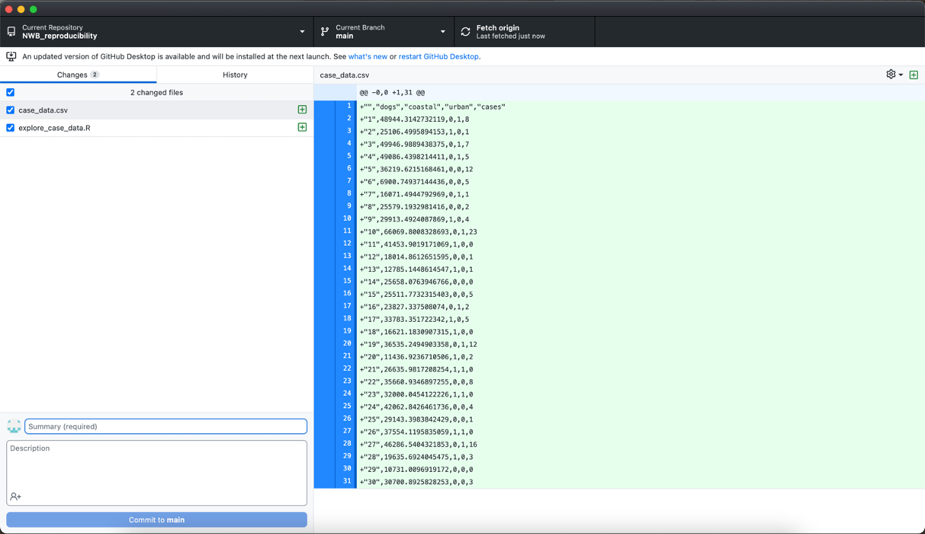 Current Repository
NWB_reproducibility
Current Branch
main
Fetch origin
Last fetched just now
An updated version of GitHub Desktop is available and will be installed at the next launch. See what's new or restart GitHub Desktop.
Changes 2
History
case_data.csv
2 changed files
case_data.csv
explore_case_data.R
@@ -0,0 +1,31 @@
1 +"","dogs","coastal","urban","cases"
2 +"1",48944.3142732119,0,1,8
3 +"2",25106.4995894153,1,0,1
4 +"3",49946.9889438375,0,1,7
5 +"4",49086.4398214411,0,1,5
6 +"5",36219.6215168461,0,0,12
7 +"6",6900.74937144436,0,0,5
8 +"7",16071.4944792969,0,1,1
9 +"8",25579.1932981416,0,0,2
10 +"9",29913.4924087869,1,0,4
11 +"10",66069.8008328693,0,1,23
12 +"11",41453.9019171069,1,0,0
13 +"12",18014.8612651595,0,0,1
14 +"13",12785.1448614547,1,0,1
15 +"14",25658.0763946766,0,0,0
16 +"15",25511.7732315403,0,0,5
17 +"16",23827.337508074,0,1,2
18 +"17",33783.351722342,1,0,5
19 +"18",16621.1830907315,1,0,0
20 +"19",36535.2494903358,0,1,12
21 +"20",11436.9236710506,1,0,2
22 +"21",26635.9817208254,1,1,0
23 +"22",35660.9346897255,0,0,8
24 +"23",32000.0454122226,1,1,0
25 +"24",42062.8426461736,0,0,4
26 +"25",29143.3983842429,0,0,1
27 +"26",37554.1195835059,1,1,0
28 +"27",46286.5404321853,0,1,16
29 +"28",19635.6924045475,1,0,3
30 +"29",10731.0096919172,0,0,0
31 +"30",30700.8925828253,0,0,3
Summary (required)
Description
Commit to main